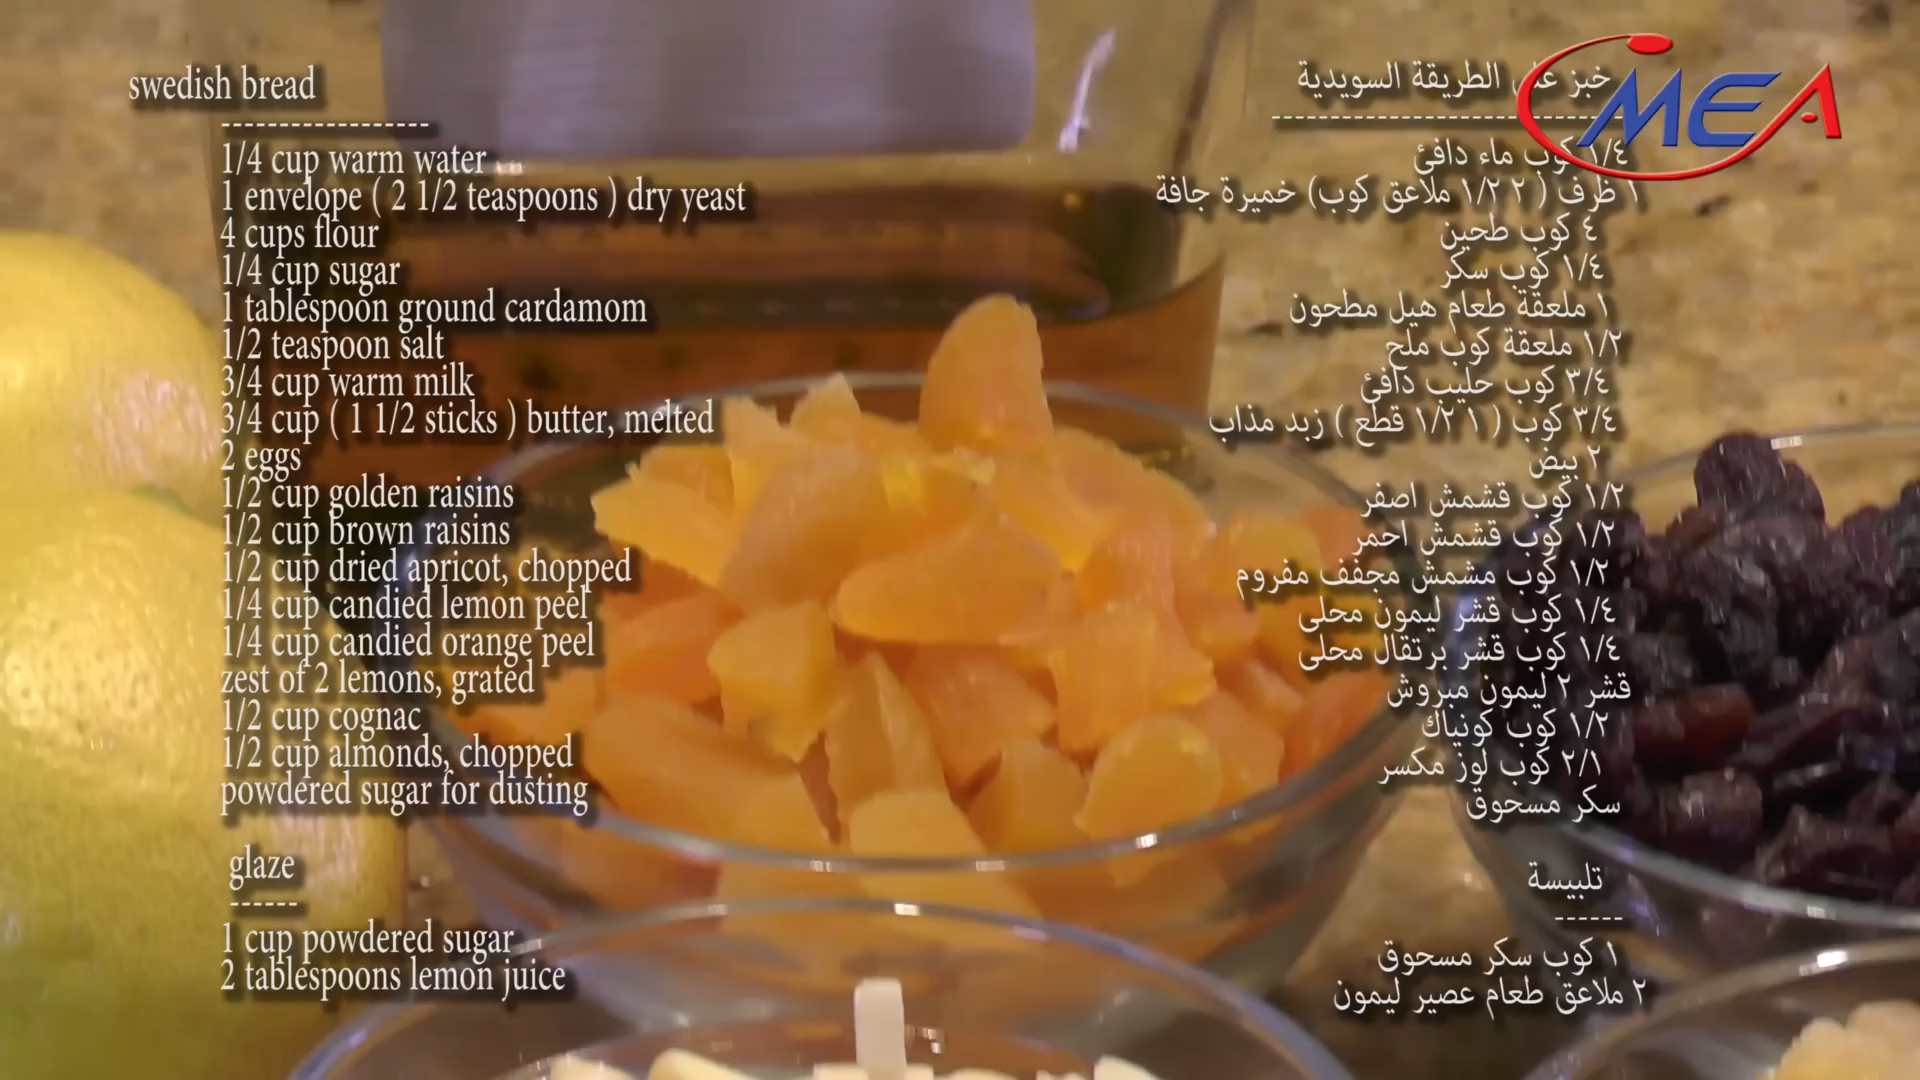 swedish bread
------------------
1/4 cup warm water
1 envelope ( 2 1/2 teaspoons ) dry yeast
4 cups flour
1/4 cup sugar
1 tablespoon ground cardamom
1/2 teaspoon salt
3/4 cup warm milk
3/4 cup ( 1 1/2 sticks ) butter, melted
2 eggs
1/2 cup golden raisins
1/2 cup brown raisins
1/2 cup dried apricot, chopped
1/4 cup candied lemon peel
1/4 cup candied orange peel
zest of 2 lemons, grated
1/2 cup cognac
1/2 cup almonds, chopped
powdered sugar for dusting
glaze
------
1 cup powdered sugar
2 tablespoons lemon juice
iMEA
خبز على الطريقة السويدية
------------------------------
١/٤ كوب ماء دافئ
١ ظرف ( ٢ ١/٢ ملاعق كوب) خميرة جافة
٤ كوب طحين
١/٤ كوب سكر
١ ملعقة طعام هيل مطحون
١/٢ ملعقة كوب ملح
٣/٤ كوب حليب دافئ
٣/٤ كوب ( ١ ١/٢ قطع ) زبد مذاب
٢ بيض
١/٢ كوب قشمش اصفر
١/٢ كوب قشمش احمر
١/٢ كوب مشمش مجفف مفروم
١/٤ كوب قشر ليمون محلى
١/٤ كوب قشر برتقال محلى
قشر ٢ ليمون مبروش
١/٢ كوب كونياك
٢/١ كوب لوز مكسر
سكر مسحوق
تلبيسة
------
١ كوب سكر مسحوق
٢ ملاعق طعام عصير ليمون